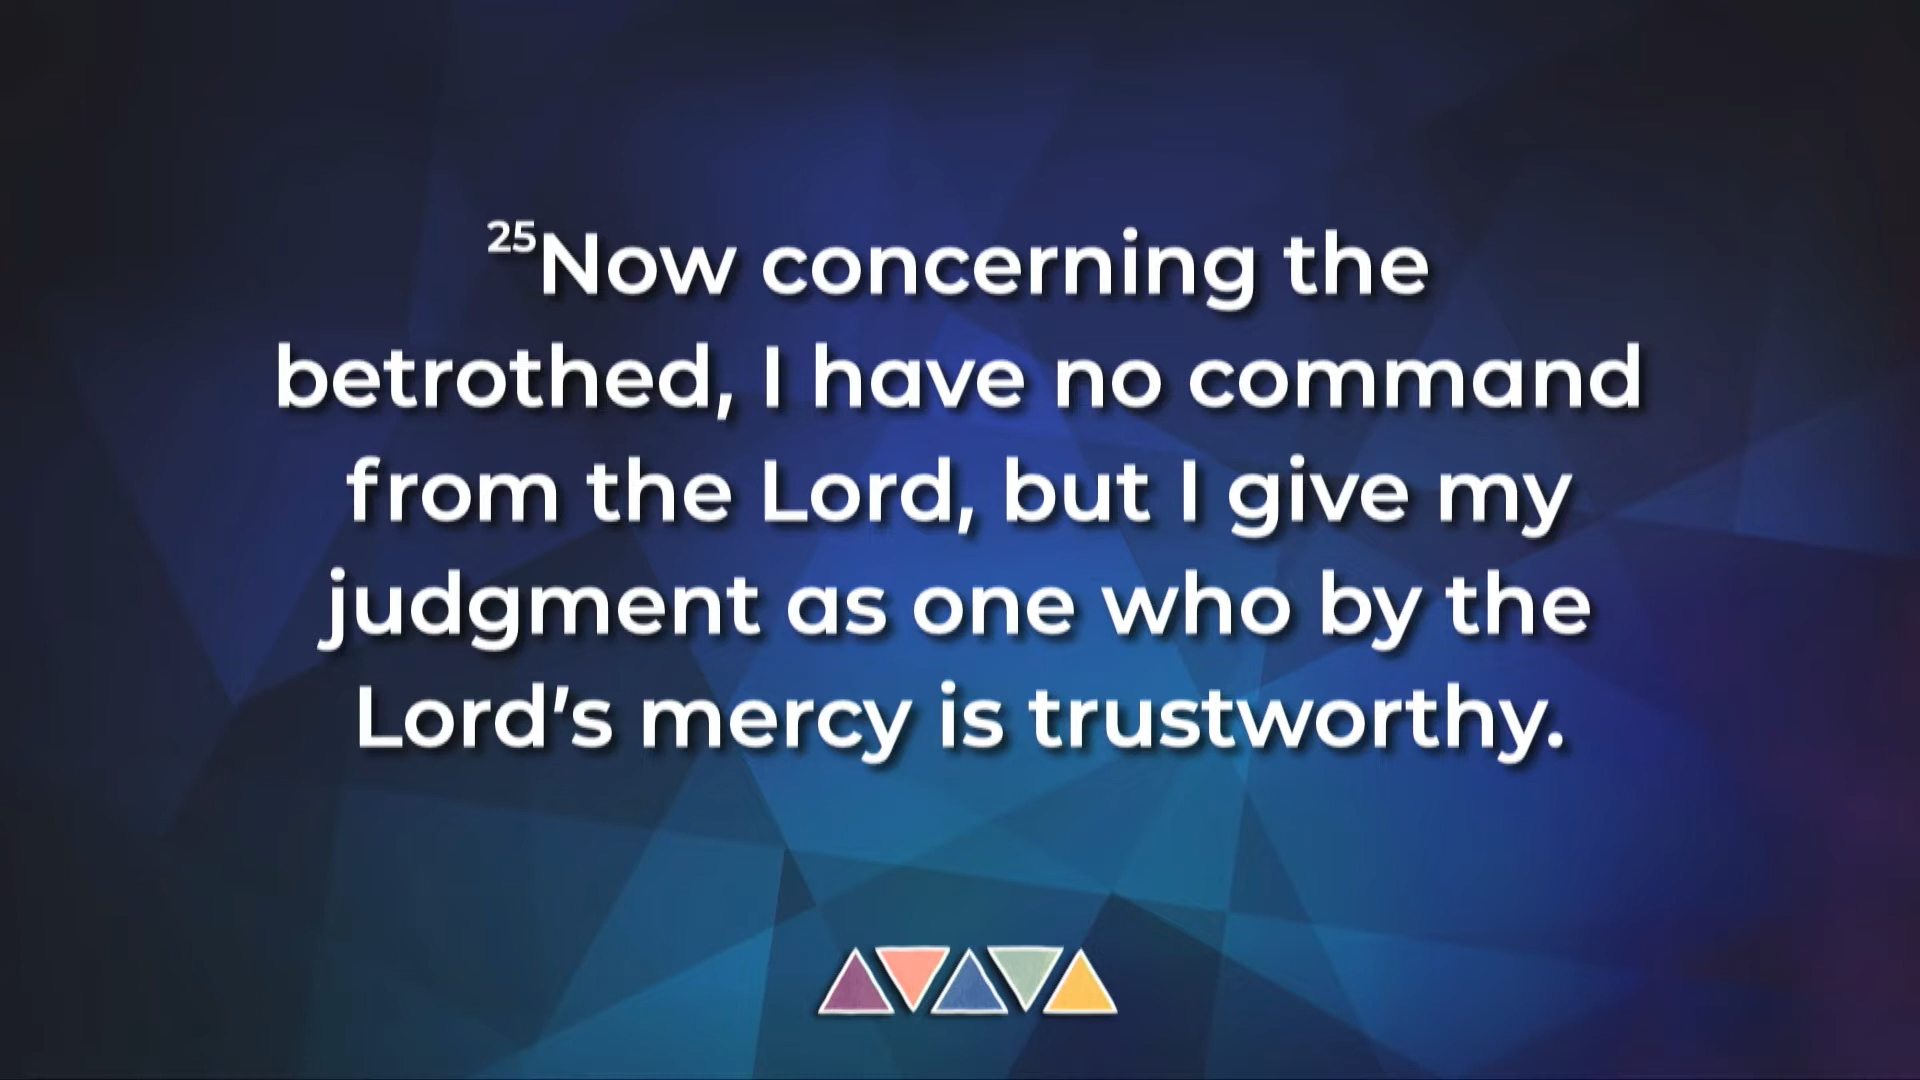 ²⁵Now concerning the
betrothed, I have no command
from the Lord, but I give my
judgment as one who by the
Lord’s mercy is trustworthy.